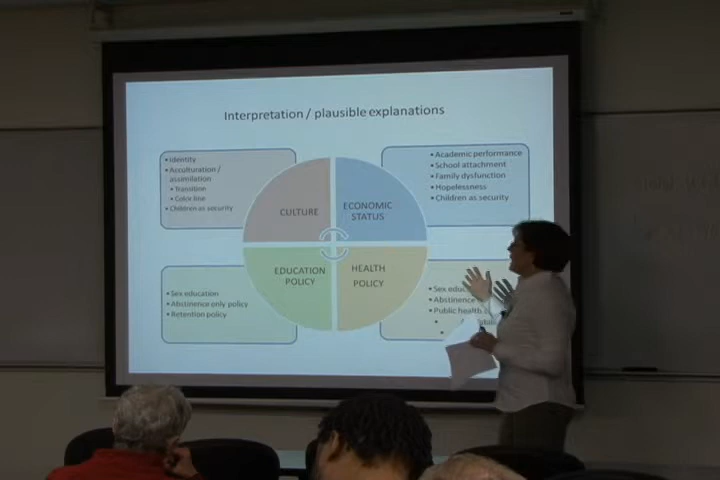 Interpretation / plausible explanations
• Identity
• Acculturation /
assimilation
• Transition
• Color line
• Children as security
• Academic performance
• School attachment
• Family dysfunction
• Hopelessness
• Children as security
CULTURE
ECONOMIC
STATUS
EDUCATION
POLICY
HEALTH
POLICY
• Sex education
• Abstinence only policy
• Retention policy
• Sex
• Abstinence
• Public health